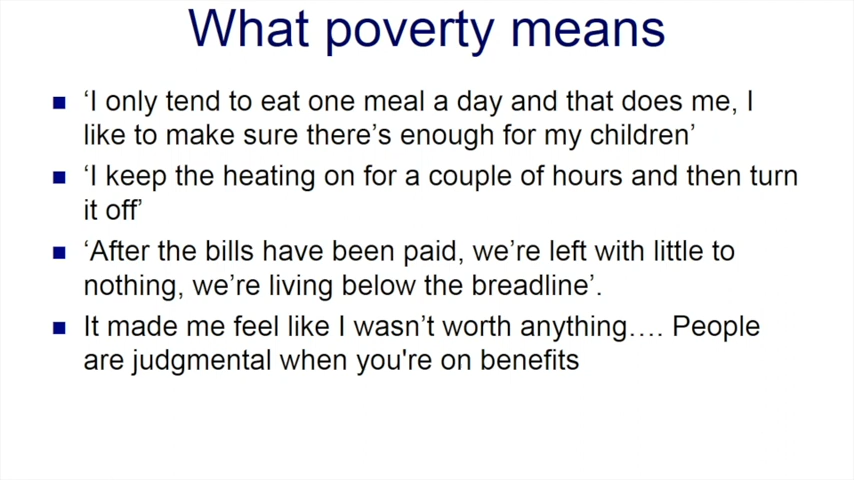 What poverty means
■ ‘I only tend to eat one meal a day and that does me, I
like to make sure there’s enough for my children’
■ ‘I keep the heating on for a couple of hours and then turn
it off’
■ ‘After the bills have been paid, we’re left with little to
nothing, we’re living below the breadline’.
■ It made me feel like I wasn’t worth anything…. People
are judgmental when you're on benefits